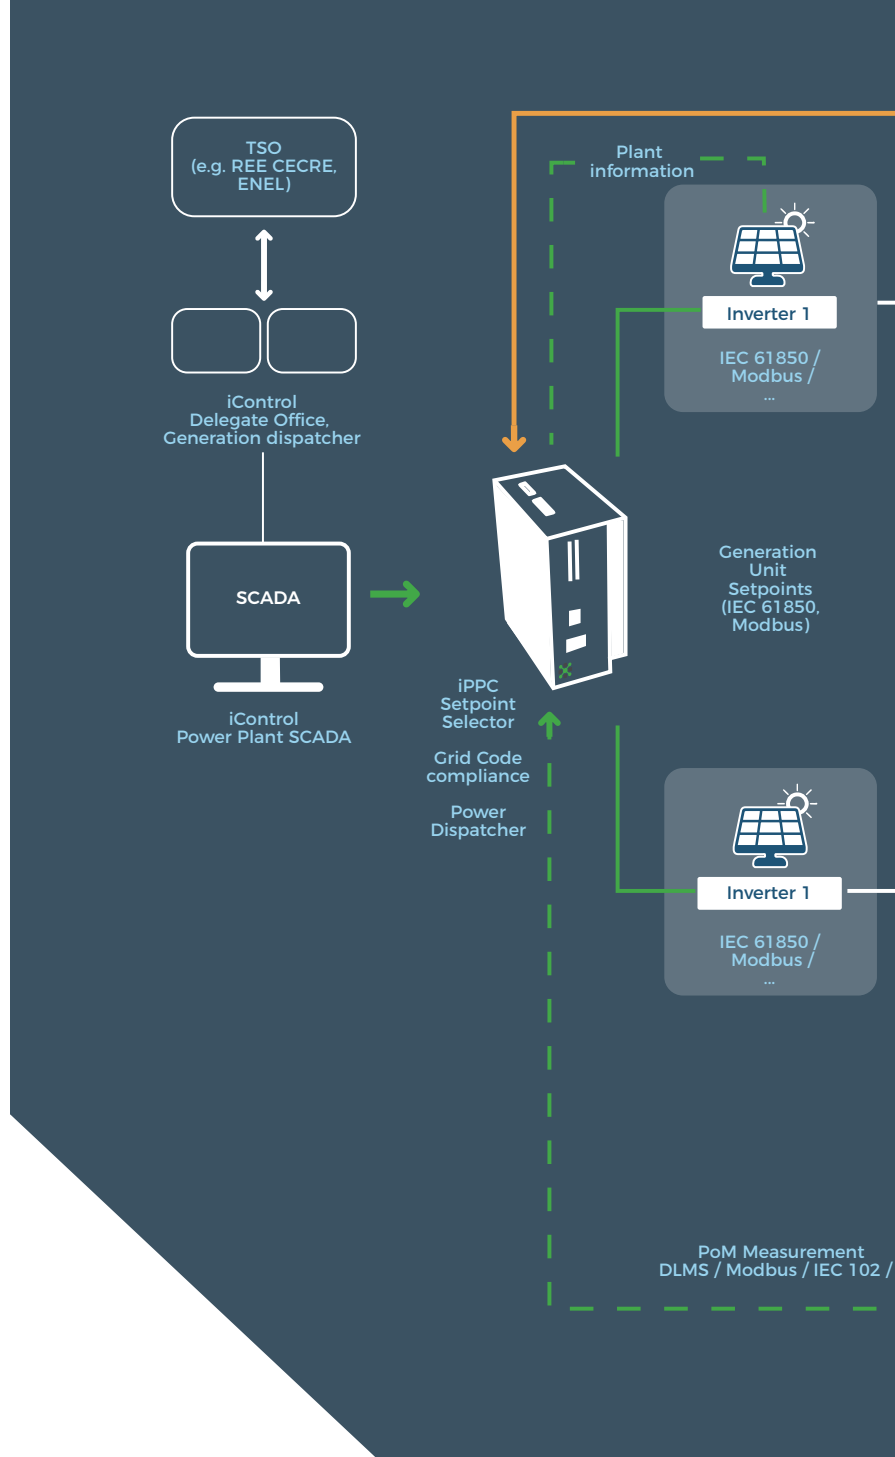 TSO
(e.g. REE CECRE,
ENEL)
iControl
Delegate Office,
Generation dispatcher
SCADA
iControl
Power Plant SCADA
Plant
information
Inverter 1
IEC 61850 /
Modbus /
...
iPPC
Setpoint
Selector
Grid Code
compliance
Power
Dispatcher
Generation
Unit
Setpoints
(IEC 61850,
Modbus)
Inverter 1
IEC 61850 /
Modbus /
...
PoM Measurement
DLMS / Modbus / IEC 102 /